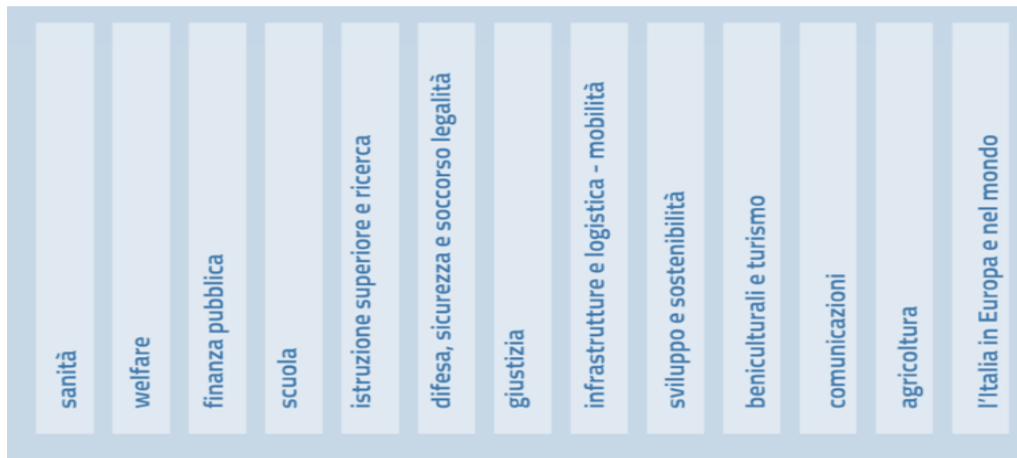 sanità
welfare
finanza pubblica
scuola
istruzione superiore e ricerca
difesa, sicurezza e soccorso legalità
giustizia
infrastrutture e logistica - mobilità
sviluppo e sostenibilità
beniculturali e turismo
comunicazioni
agricoltura
l'Italia in Europa e nel mondo